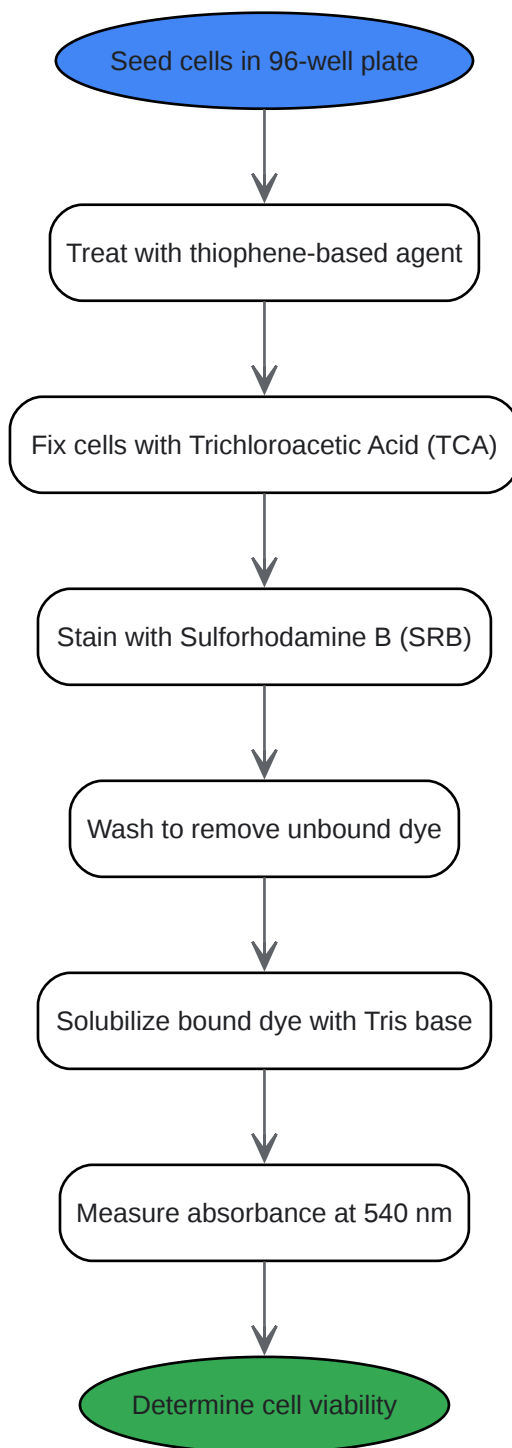 Seed cells in 96-well plate
Treat with thiophene-based agent
Fix cells with Trichloroacetic Acid (TCA)
Stain with Sulforhodamine B (SRB)
Wash to remove unbound dye
Solubilize bound dye with Tris base
Measure absorbance at 540 nm
Determine cell viability